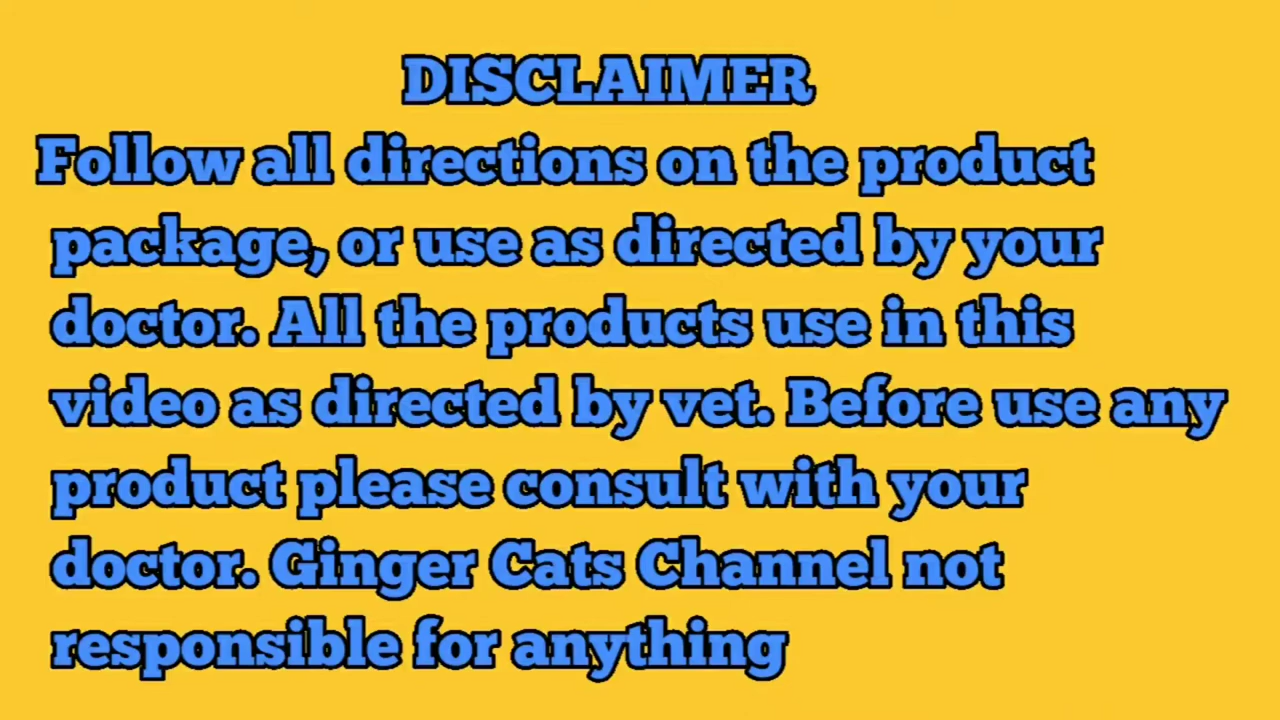 DISCLAIMER
Follow all directions on the product
package, or use as directed by your
doctor. All the products use in this
video as directed by vet. Before use any
product please consult with your
doctor. Ginger Cats Channel not
responsible for anything